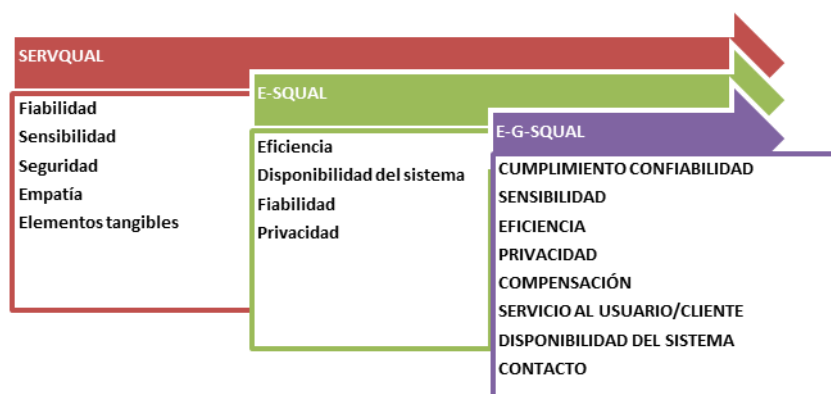 SERVQUAL
Fiabilidad
Sensibilidad
Seguridad
Empatía
Elementos tangibles
E-SQUAL
Eficiencia
Disponibilidad del sistema
Fiabilidad
Privacidad
E-G-SQUAL
CUMPLIMIENTO CONFIABILIDAD
SENSIBILIDAD
EFICIENCIA
PRIVACIDAD
COMPENSACIÓN
SERVICIO AL USUARIO/CLIENTE
DISPONIBILIDAD DEL SISTEMA
CONTACTO